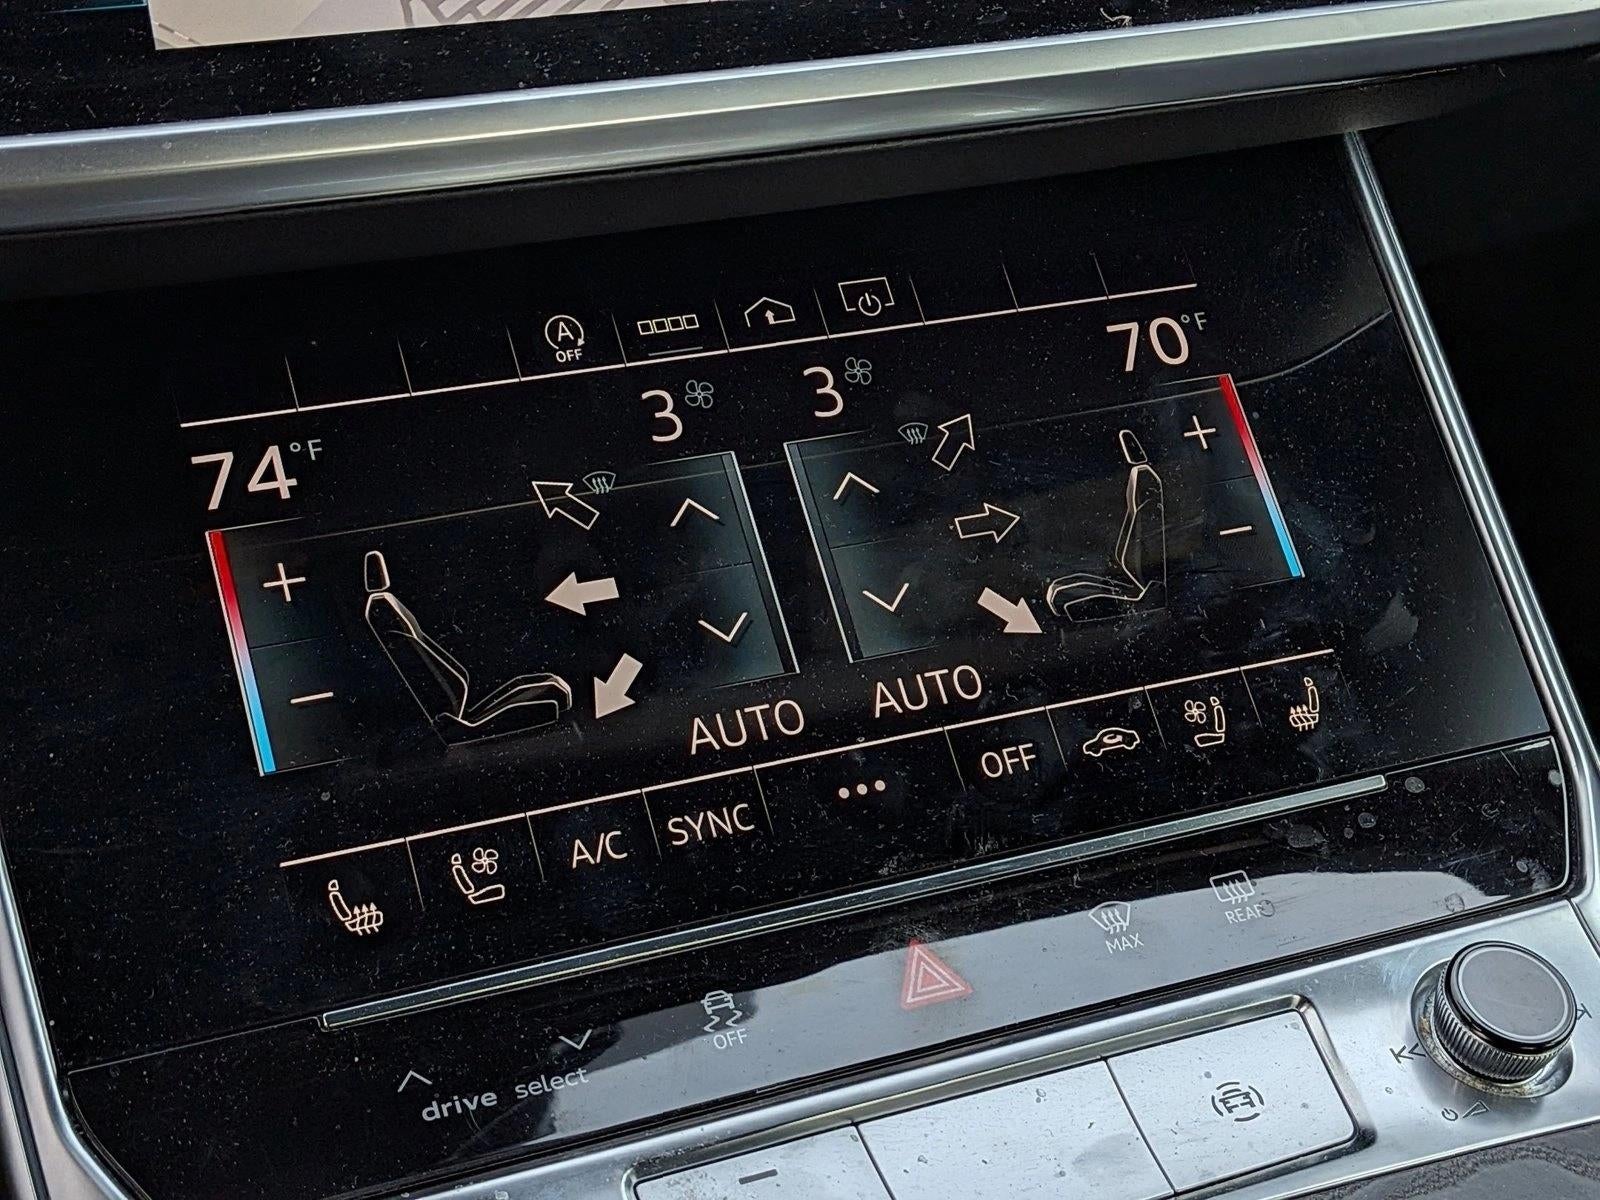 A
OFF
70°F
3
3
74°F
AUTO
AUTO
OFF
A/C
SYNC
REAR
MAX
OFF
drive select